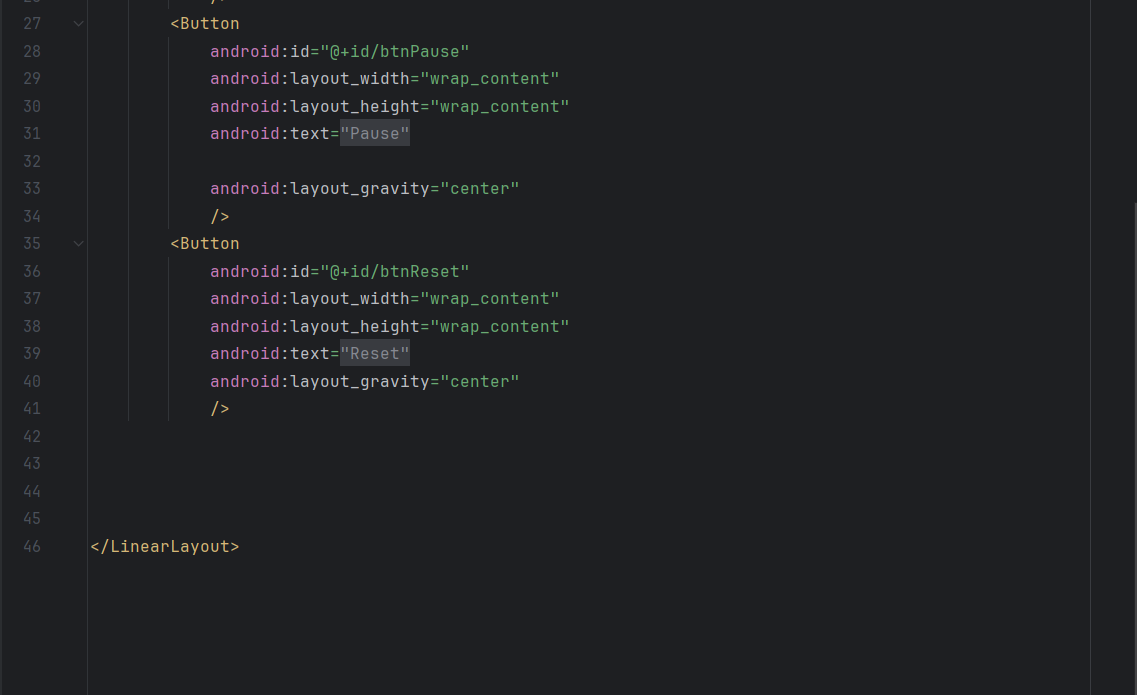 27 <Button
28 android:id="@+id/btnPause"
29 android:layout_width="wrap_content"
30 android:layout_height="wrap_content"
31 android:text="Pause"
32
33 android:layout_gravity="center"
34 />
35 <Button
36 android:id="@+id/btnReset"
37 android:layout_width="wrap_content"
38 android:layout_height="wrap_content"
39 android:text="Reset"
40 android:layout_gravity="center"
41 />
42
43
44
45
46 </LinearLayout>